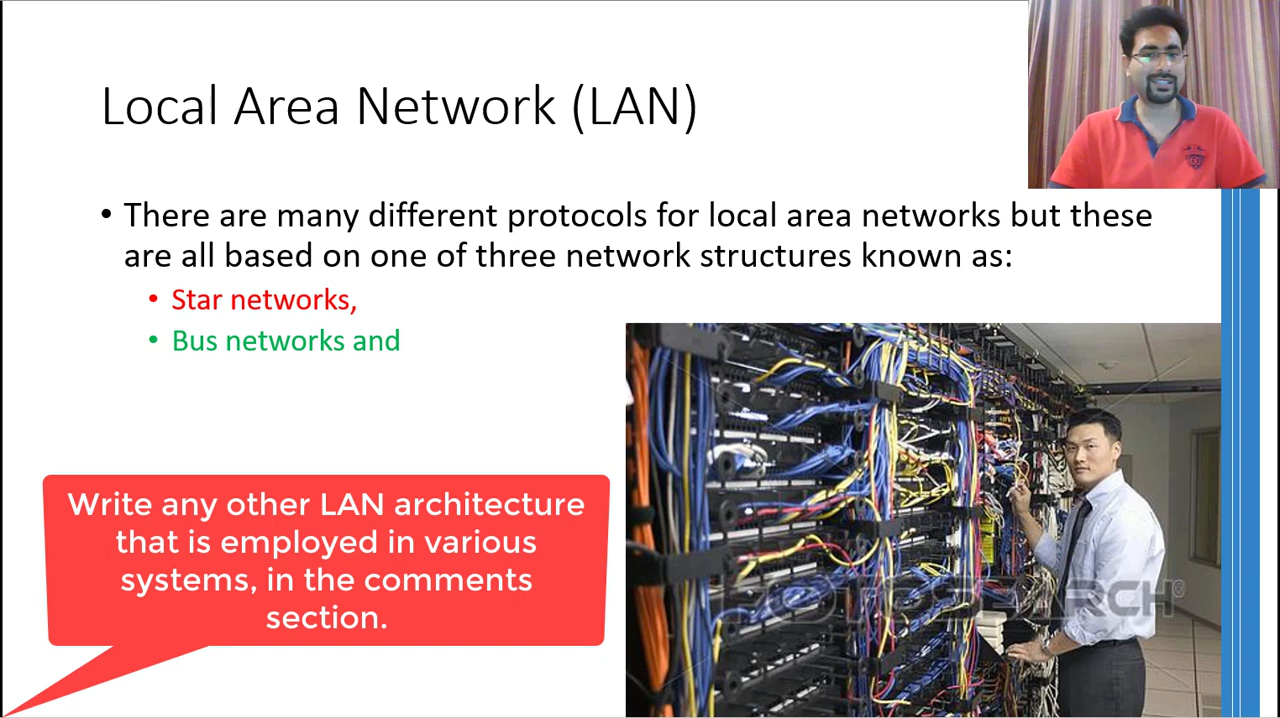 Local Area Network (LAN)
• There are many different protocols for local area networks but these
are all based on one of three network structures known as:
• Star networks,
• Bus networks and
Write any other LAN architecture
that is employed in various
systems, in the comments
section.
FOTOSEARCH®